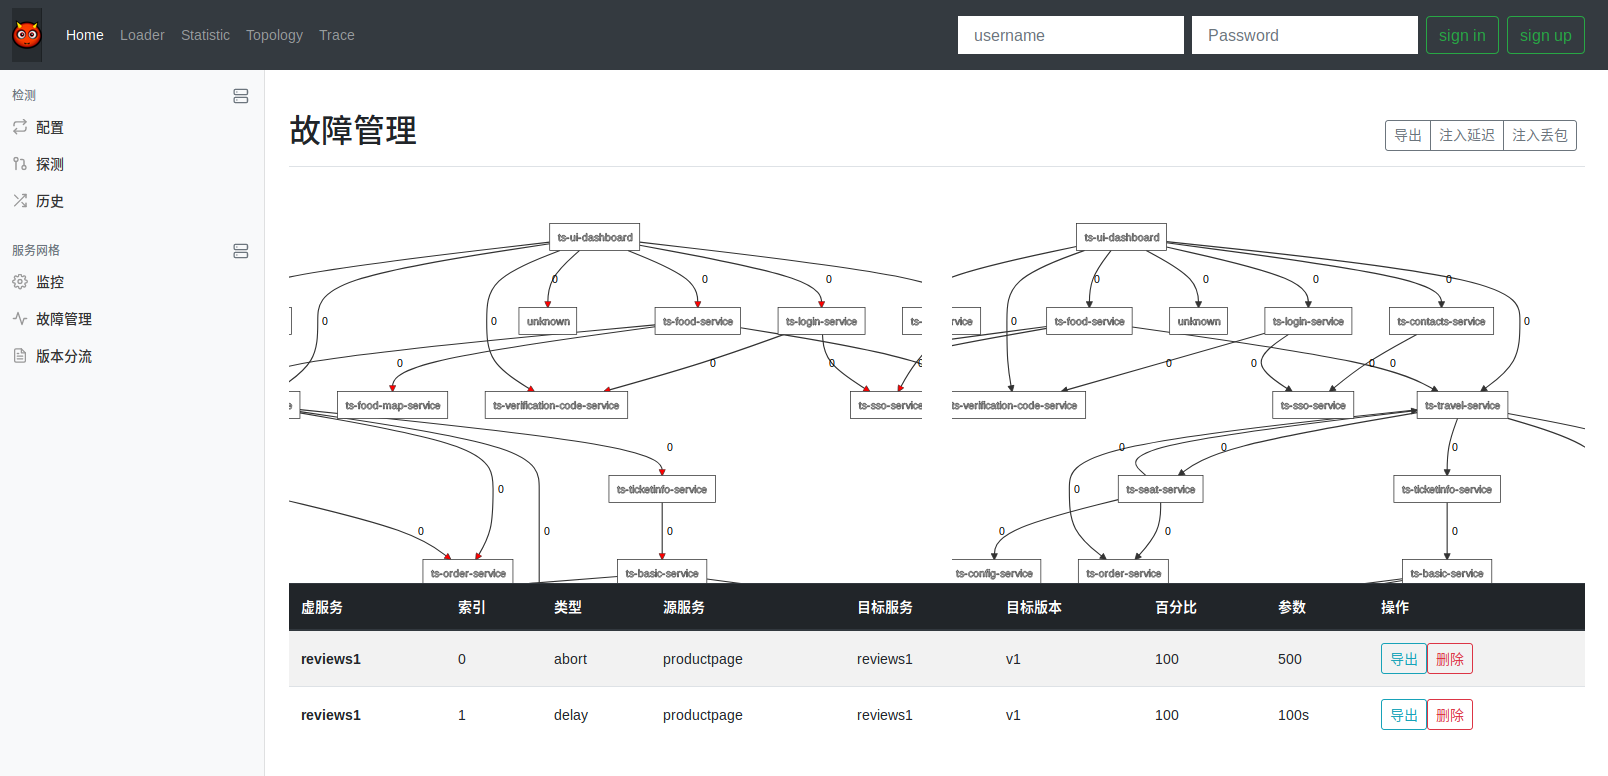 Home Loader Statistic Topology Trace username Password sign in sign up
检测
配置
探测
历史
服务网格
监控
故障管理
版本分流
故障管理
导出 注入延迟 注入丢包
ts-ui-dashboard
0 0 0
0 0
unknown ts-food-service ts-login-service ts-
0 0 0 0
ts-food-map-service ts-verification-code-service ts-sso-service
0
0
ts-ticketinfo-service
0 0 0
ts-order-service ts-basic-service
ts-ui-dashboard
0 0 0 0
0 0
ervice ts-food-service unknown ts-login-service ts-contacts-service
0 0 0 0
ts-verification-code-service ts-sso-service ts-travel-service
0 0 0
0
ts-seat-service ts-ticketinfo-service
0 0 0
ts-config-service ts-order-service ts-basic-service
虚服务 索引 类型 源服务 目标服务 目标版本 百分比 参数 操作
reviews1 0 abort productpage reviews1 v1 100 500 导出 删除
reviews1 1 delay productpage reviews1 v1 100 100s 导出 删除